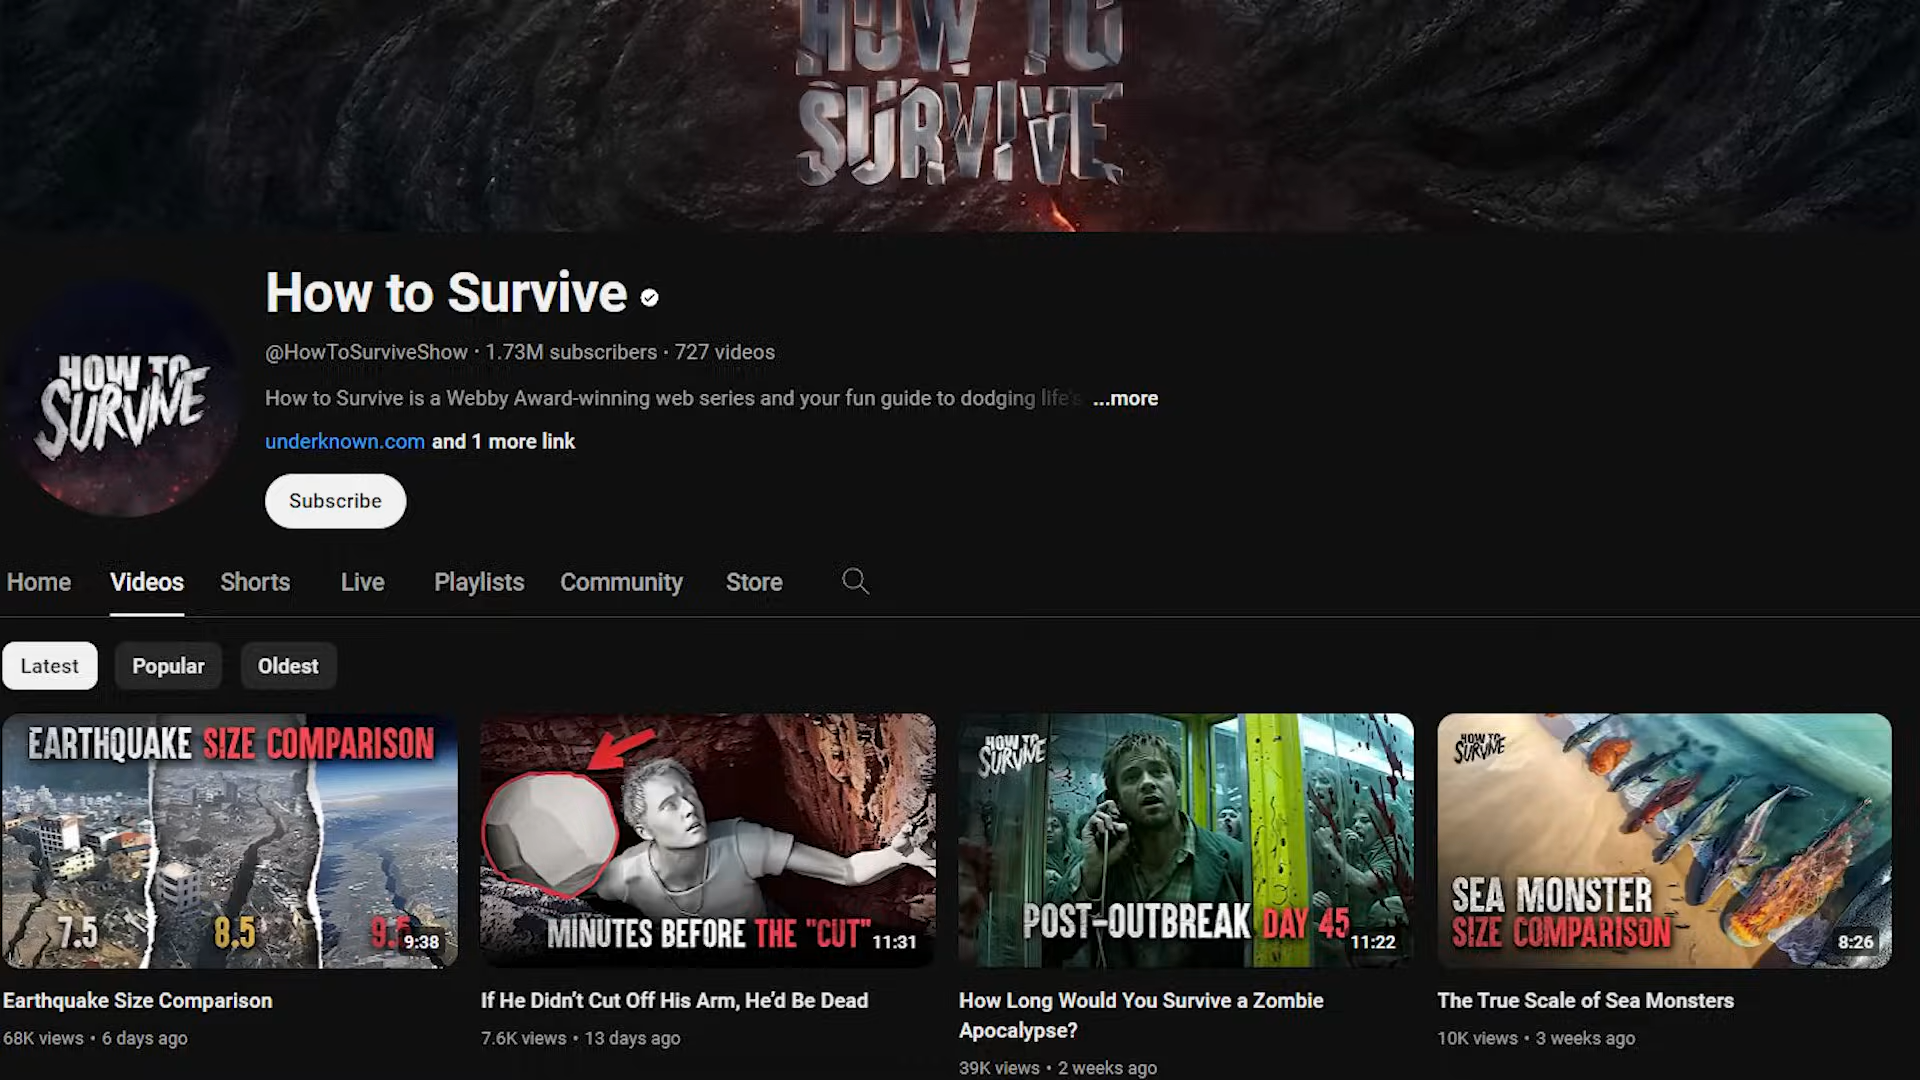 HOW TO
SURVIVE
How to Survive
HOW TO
SURVIVE
@HowToSurviveShow · 1.73M subscribers · 727 videos
How to Survive is a Webby Award-winning web series and your fun guide to dodging life's ...more
underknown.com and 1 more link
Subscribe
Home Videos Shorts Live Playlists Community Store
Latest Popular Oldest
EARTHQUAKE SIZE COMPARISON
7.5 8.5 9.5
9:38
MINUTES BEFORE THE "CUT"
11:31
HOW TO
SURVIVE
POST-OUTBREAK DAY 45
11:22
HOW TO
SURVIVE
SEA MONSTER
SIZE COMPARISON
8:26
Earthquake Size Comparison
68K views • 6 days ago
If He Didn't Cut Off His Arm, He'd Be Dead
7.6K views • 13 days ago
How Long Would You Survive a Zombie
Apocalypse?
39K views • 2 weeks ago
The True Scale of Sea Monsters
10K views • 3 weeks ago